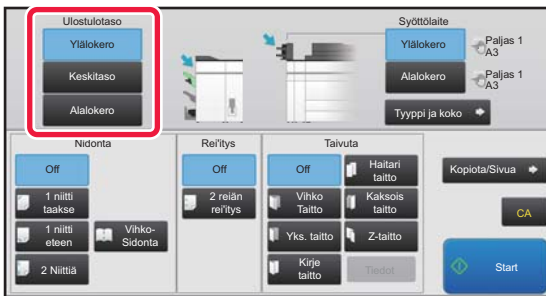 Ulostulotaso
Ylälokero
Keskitaso
Alalokero
Syöttölaite
Ylälokero
Paljas 1
A3
Alalokero
Paljas 1
A3
Tyyppi ja koko
Nidonta
Off
1 niitti
taakse
1 niitti
eteen
2 Niittiä
Vihko-
Sidonta
Rei'itys
Off
2 reiän
rei'itys
Taivuta
Off
Haitari
taitto
Vihko
Taitto
Kaksois
taitto
Yks. taitto
Z-taitto
Kirje
taitto
Tiedot
Kopiota/Sivua
CA
Start